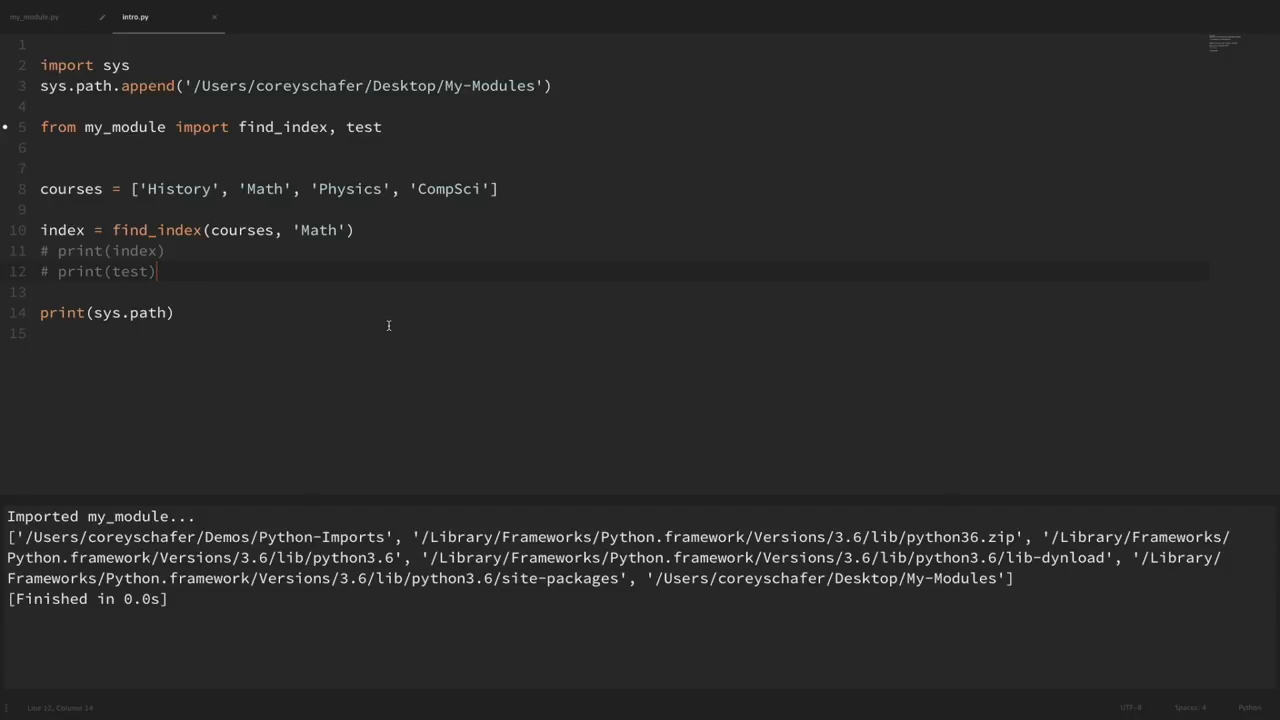 my_module.py intro.py ×
1
2 import sys
3 sys.path.append('/Users/coreyschafer/Desktop/My-Modules')
4
5 from my_module import find_index, test
6
7
8 courses = ['History', 'Math', 'Physics', 'CompSci']
9
10 index = find_index(courses, 'Math')
11 # print(index)
12 # print(test)
13
14 print(sys.path)
15
Imported my_module...
['/Users/coreyschafer/Demos/Python-Imports', '/Library/Frameworks/Python.framework/Versions/3.6/lib/python36.zip', '/Library/Frameworks/
Python.framework/Versions/3.6/lib/python3.6', '/Library/Frameworks/Python.framework/Versions/3.6/lib/python3.6/lib-dynload', '/Library/
Frameworks/Python.framework/Versions/3.6/lib/python3.6/site-packages', '/Users/coreyschafer/Desktop/My-Modules']
[Finished in 0.0s]
Line 12, Column 14 UTF-8 Spaces: 4 Python